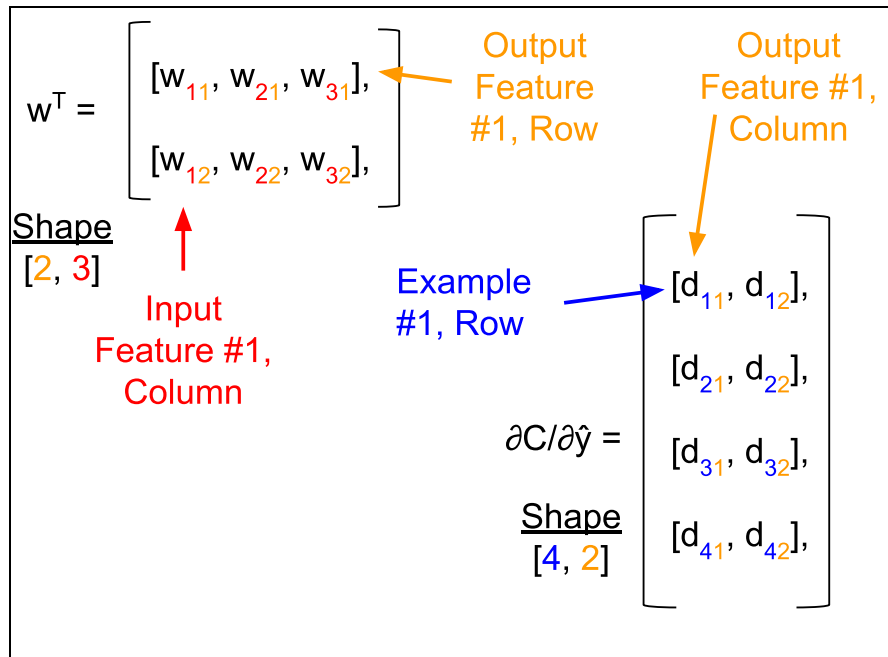 wᵀ =
[w₁₁, w₂₁, w₃₁],
[w₁₂, w₂₂, w₃₂],
Shape
[2, 3]
Output
Feature
#1, Row
Input
Feature #1,
Column
Output
Feature #1,
Column
Example
#1, Row
∂C/∂ŷ =
[d₁₁, d₁₂],
[d₂₁, d₂₂],
[d₃₁, d₃₂],
[d₄₁, d₄₂],
Shape
[4, 2]